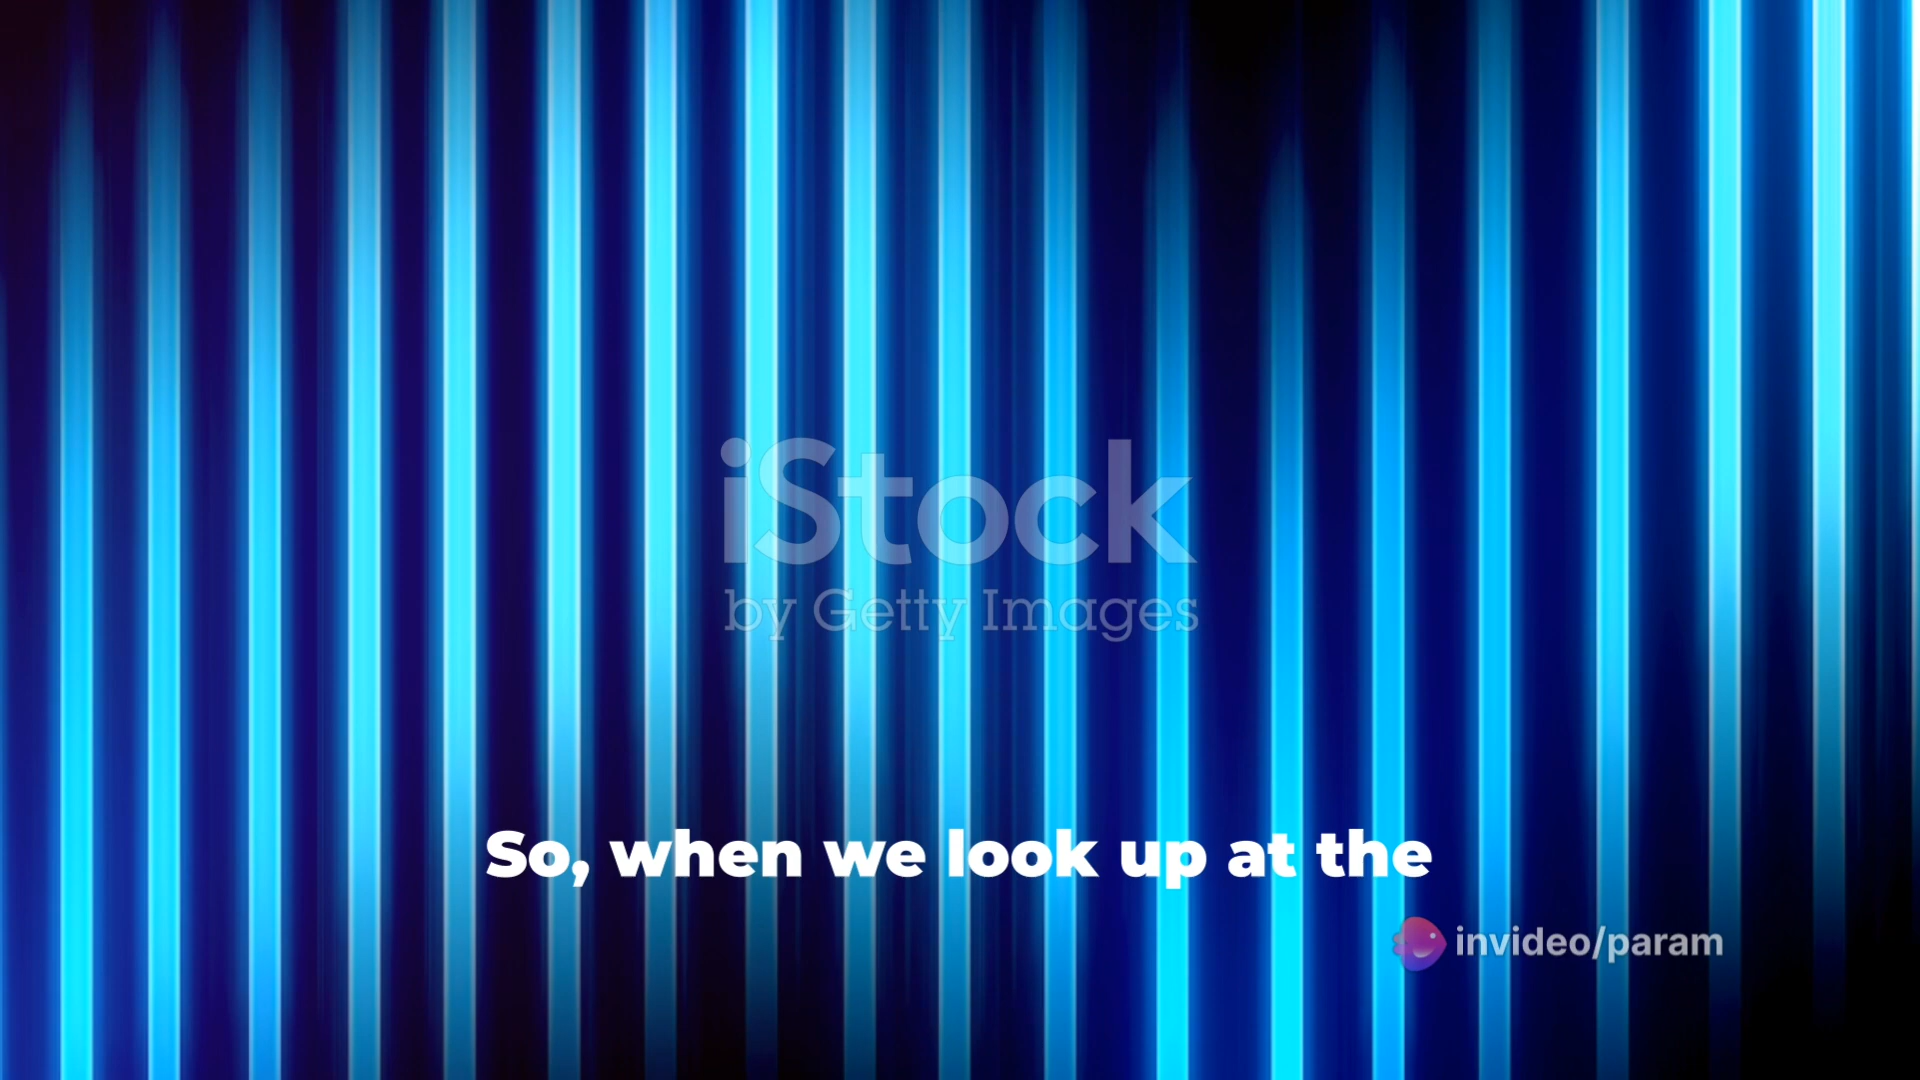 iStock
by Getty Images
So, when we look up at the
invideo/param